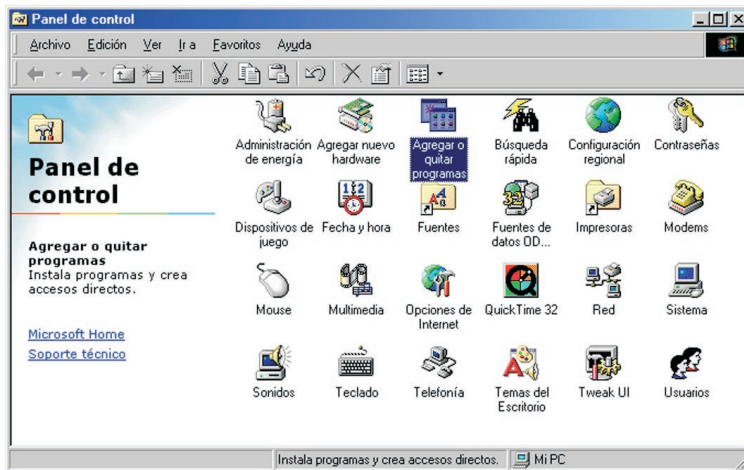 Panel de control
Archivo Edición Ver Ir a Favoritos Ayuda
Panel de
control
Agregar o quitar
programas
Instala programas y crea
accesos directos.
Microsoft Home
Soporte técnico
Administración
de energía
Agregar nuevo
hardware
Agregar o
quitar
programas
Búsqueda
rápida
Configuración
regional
Contraseñas
Dispositivos de
juego
Fecha y hora
Fuentes
Fuentes de
datos OD...
Impresoras
Modems
Mouse
Multimedia
Opciones de
Internet
QuickTime 32
Red
Sistema
Sonidos
Teclado
Telefonía
Temas del
Escritorio
Tweak UI
Usuarios
Instala programas y crea accesos directos. Mi PC